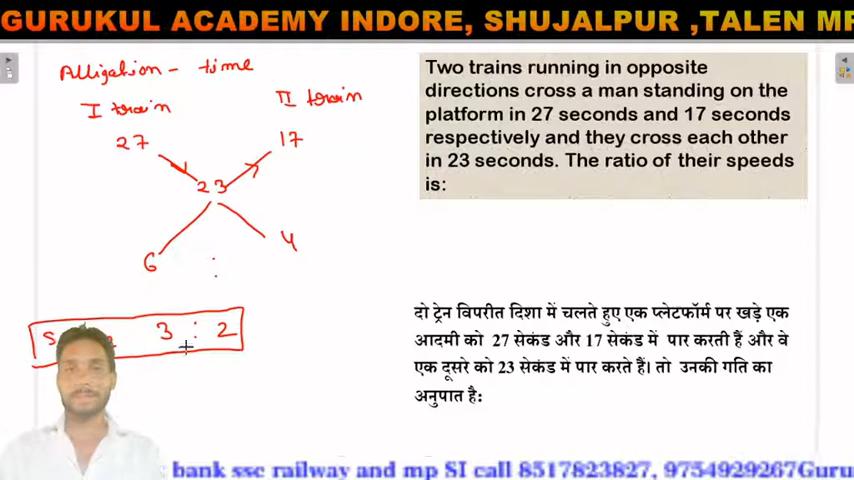 GURUKUL ACADEMY INDORE, SHUJALPUR ,TALEN MP
Alligation - time
I train
II train
27
17
23
6
:
4
3 : 2
Two trains running in opposite
directions cross a man standing on the
platform in 27 seconds and 17 seconds
respectively and they cross each other
in 23 seconds. The ratio of their speeds
is:
दो ट्रेन विपरीत दिशा में चलते हुए एक प्लेटफॉर्म पर खड़े एक
आदमी को 27 सेकंड और 17 सेकंड में पार करती हैं और वे
एक दूसरे को 23 सेकंड में पार करते हैं। तो उनकी गति का
अनुपात है:
bank ssc railway and mp SI call 8517823827, 9754929267Guru